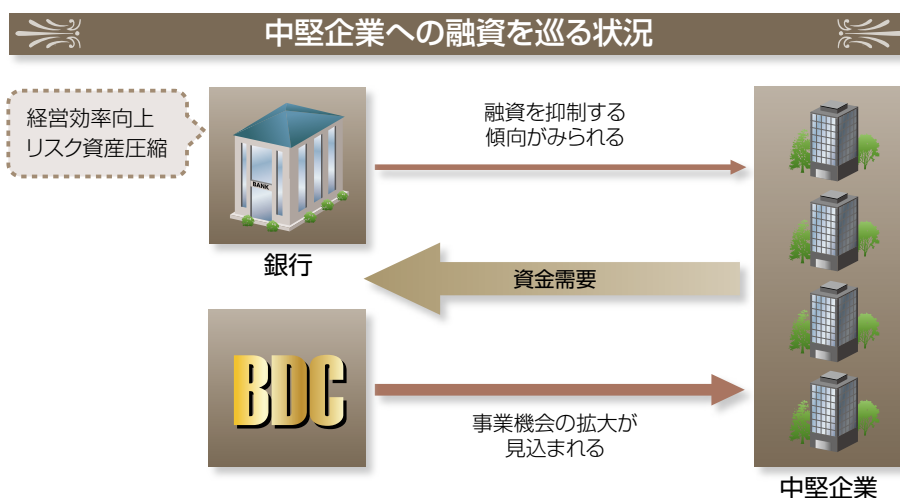 中堅企業への融資を巡る状況
経営効率向上
リスク資産圧縮
融資を抑制する
傾向がみられる
BANK
銀行
資金需要
BDC
事業機会の拡大が
見込まれる
中堅企業